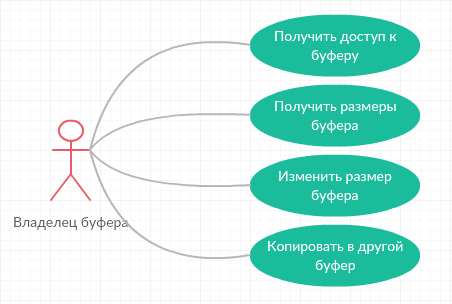 Получить доступ к
буферу
Получить размеры
буфера
Изменить размер
буфера
Владелец буфера
Копировать в другой
буфер